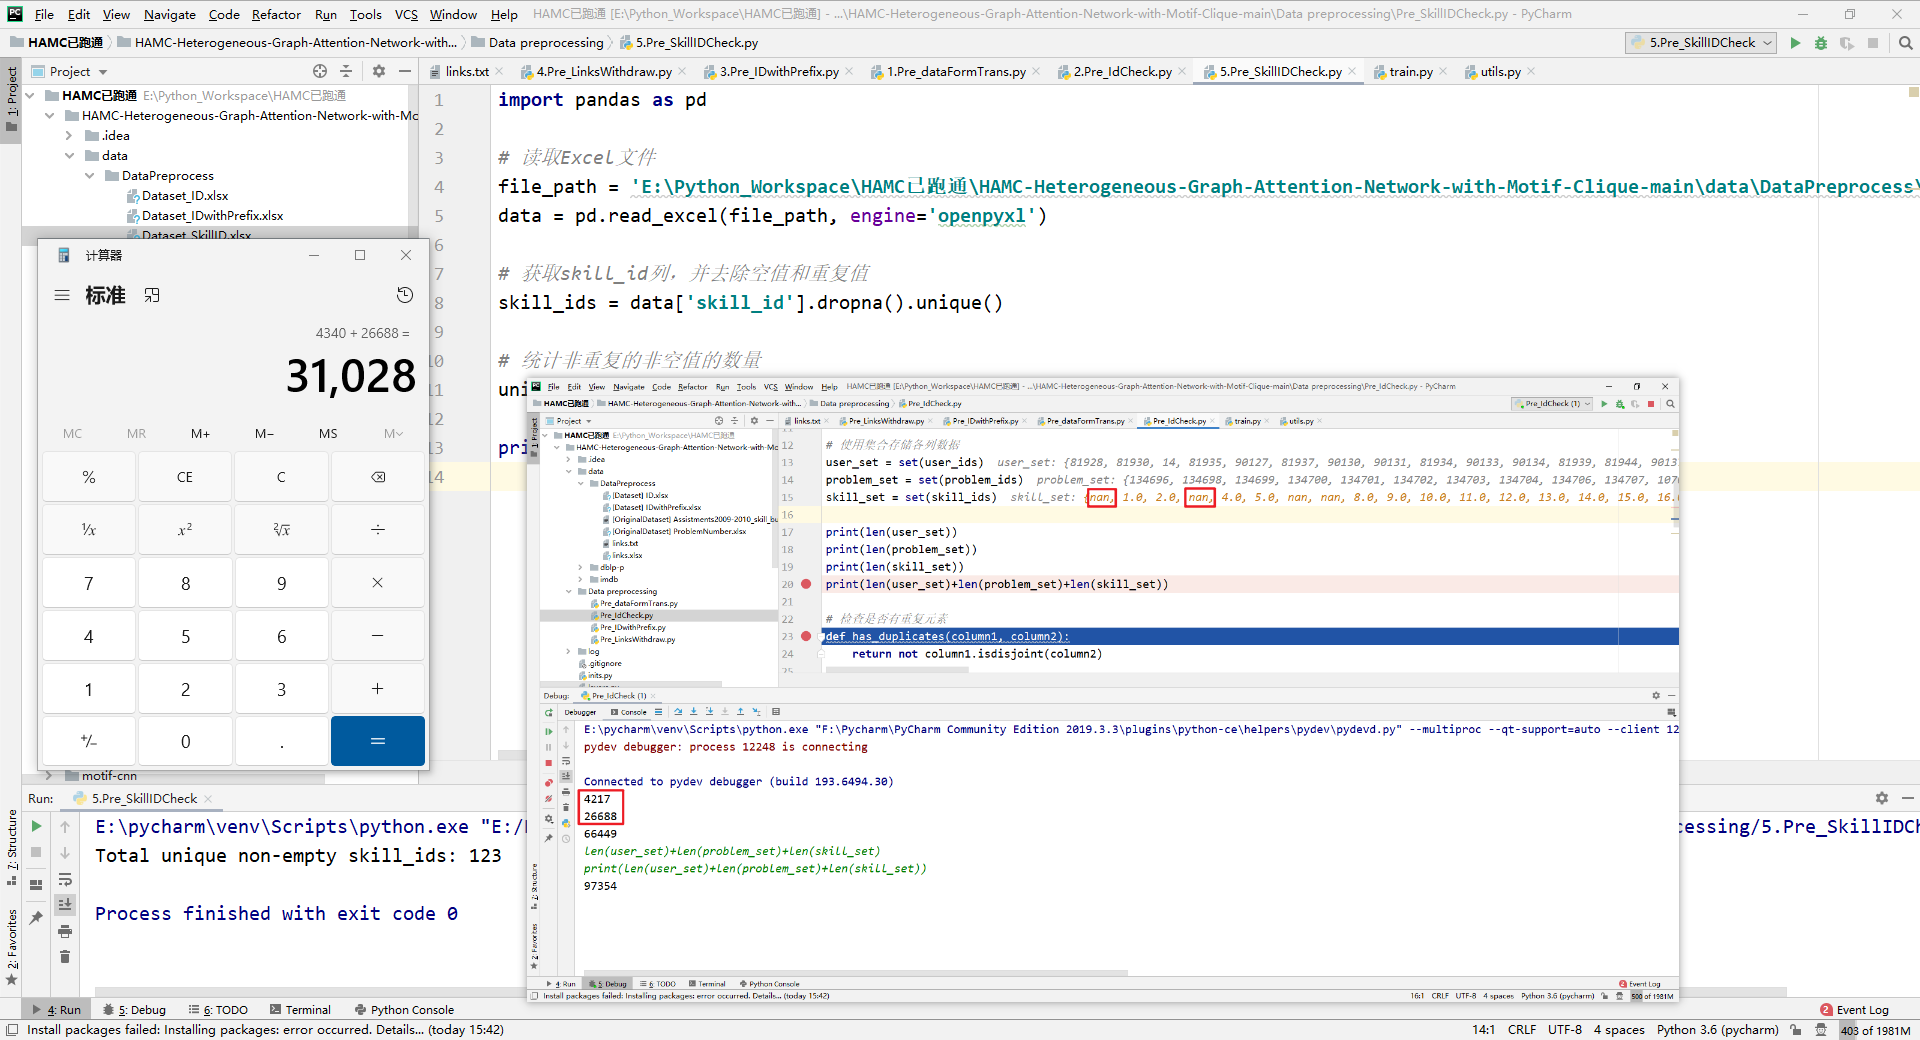 File Edit View Navigate Code Refactor Run Tools VCS Window Help HAMC已跑通 [E:\Python_Workspace\HAMC已跑通] - ...\HAMC-Heterogeneous-Graph-Attention-Network-with-Motif-Clique-main\Data preprocessing\Pre_SkillIDCheck.py - PyCharm
HAMC已跑通 HAMC-Heterogeneous-Graph-Attention-Network-with... Data preprocessing 5.Pre_SkillIDCheck.py
5.Pre_SkillIDCheck
Project
links.txt 4.Pre_LinksWithdraw.py 3.Pre_IDwithPrefix.py 1.Pre_dataFormTrans.py 2.Pre_IdCheck.py 5.Pre_SkillIDCheck.py train.py utils.py
1: Project
HAMC已跑通 E:\Python_Workspace\HAMC已跑通
HAMC-Heterogeneous-Graph-Attention-Network-with-Mo
.idea
data
DataPreprocess
Dataset_ID.xlsx
Dataset_IDwithPrefix.xlsx
Dataset_SkillID.xlsx
1 import pandas as pd
2
3 # 读取Excel文件
4 file_path = 'E:\Python_Workspace\HAMC已跑通\HAMC-Heterogeneous-Graph-Attention-Network-with-Motif-Clique-main\data\DataPreprocess\
5 data = pd.read_excel(file_path, engine='openpyxl')
6
7 # 获取skill_id列，并去除空值和重复值
8 skill_ids = data['skill_id'].dropna().unique()
9
10 # 统计非重复的非空值的数量
11 uni
12
13 pri
14
计算器
标准
4340 + 26688 =
31,028
MC MR M+ M− MS M
% CE C
¹/x x² ²√x ÷
7 8 9 ×
4 5 6 −
1 2 3 +
+/− 0 . =
motif-cnn
File Edit View Navigate Code Refactor Run Tools VCS Window Help HAMC已跑通 [E:\Python_Workspace\HAMC已跑通] - ...\HAMC-Heterogeneous-Graph-Attention-Network-with-Motif-Clique-main\Data preprocessing\Pre_IdCheck.py - PyCharm
HAMC已跑通 HAMC-Heterogeneous-Graph-Attention-Network-with... Data preprocessing Pre_IdCheck.py
Pre_IdCheck (1)
Project
links.txt Pre_LinksWithdraw.py Pre_IDwithPrefix.py Pre_dataFormTrans.py Pre_IdCheck.py train.py utils.py
1: Project
HAMC已跑通 E:\Python_Workspace\HAMC已跑通
HAMC-Heterogeneous-Graph-Attention-Network-with-Mo
.idea
data
DataPreprocess
[Dataset] ID.xlsx
[Dataset] IDwithPrefix.xlsx
[OriginalDataset] Assistments2009-2010_skill_bu
[OriginalDataset] ProblemNumber.xlsx
links.txt
links.xlsx
dblp-p
imdb
Data preprocessing
Pre_dataFormTrans.py
Pre_IdCheck.py
Pre_IDwithPrefix.py
Pre_LinksWithdraw.py
log
.gitignore
inits.py
12 # 使用集合存储各列数据
13 user_set = set(user_ids) user_set: {81928, 81930, 14, 81935, 90127, 81937, 90130, 90131, 81934, 90133, 90134, 81939, 81944, 9013
14 problem_set = set(problem_ids) problem_set: {134696, 134698, 134699, 134700, 134701, 134702, 134703, 134704, 134706, 134707, 107
15 skill_set = set(skill_ids) skill_set: {nan, 1.0, 2.0, nan, 4.0, 5.0, nan, nan, 8.0, 9.0, 10.0, 11.0, 12.0, 13.0, 14.0, 15.0, 16.
16
17 print(len(user_set))
18 print(len(problem_set))
19 print(len(skill_set))
20 print(len(user_set)+len(problem_set)+len(skill_set))
21
22 # 检查是否有重复元素
23 def has_duplicates(column1, column2):
24 return not column1.isdisjoint(column2)
25
Debug: Pre_IdCheck (1)
Debugger Console
E:\pycharm\venv\Scripts\python.exe "F:\Pycharm\PyCharm Community Edition 2019.3.3\plugins\python-ce\helpers\pydev\pydevd.py" --multiproc --qt-support=auto --client 12
pydev debugger: process 12248 is connecting
Connected to pydev debugger (build 193.6494.30)
4217
26688
66449
len(user_set)+len(problem_set)+len(skill_set)
print(len(user_set)+len(problem_set)+len(skill_set))
97354
7: Structure
2: Favorites
4: Run 5: Debug 6: TODO Terminal Python Console
2 Event Log
Install packages failed: Installing packages: error occurred. Details... (today 15:42)
16:1 CRLF UTF-8 4 spaces Python 3.6 (pycharm) 500 of 1981M
Run: 5.Pre_SkillIDCheck
E:\pycharm\venv\Scripts\python.exe "E:/
cessing/5.Pre_SkillIDCh
Total unique non-empty skill_ids: 123
Process finished with exit code 0
7: Structure
2: Favorites
4: Run 5: Debug 6: TODO Terminal Python Console
2 Event Log
Install packages failed: Installing packages: error occurred. Details... (today 15:42)
14:1 CRLF UTF-8 4 spaces Python 3.6 (pycharm) 403 of 1981M